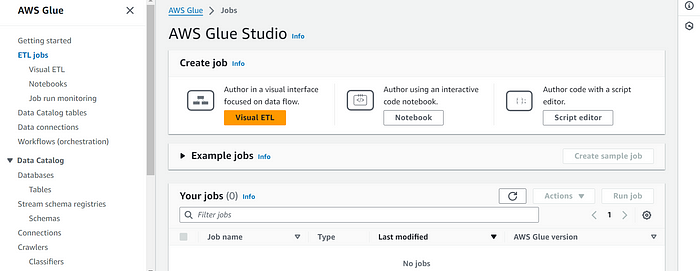 AWS Glue
Getting started
ETL jobs
Visual ETL
Notebooks
Job run monitoring
Data Catalog tables
Data connections
Workflows (orchestration)
Data Catalog
Databases
Tables
Stream schema registries
Schemas
Connections
Crawlers
Classifiers
AWS Glue > Jobs
AWS Glue Studio Info
Create job Info
Author in a visual interface
focused on data flow.
Visual ETL
Author using an interactive
code notebook.
Notebook
Author code with a script
editor.
Script editor
Example jobs Info
Create sample job
Your jobs (0) Info
Actions
Run job
Filter jobs
1
Job name
Type
Last modified
AWS Glue version
No jobs